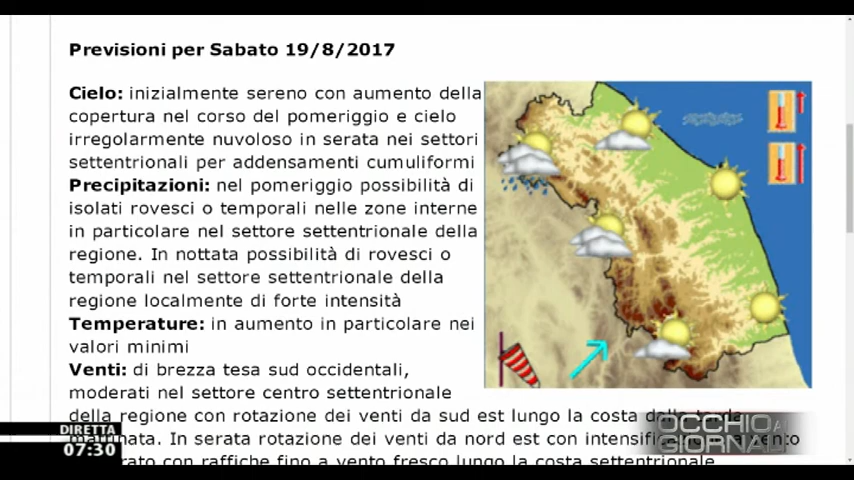 Previsioni per Sabato 19/8/2017
Cielo: inizialmente sereno con aumento della
copertura nel corso del pomeriggio e cielo
irregolarmente nuvoloso in serata nei settori
settentrionali per addensamenti cumuliformi
Precipitazioni: nel pomeriggio possibilità di
isolati rovesci o temporali nelle zone interne
in particolare nel settore settentrionale della
regione. In nottata possibilità di rovesci o
temporali nel settore settentrionale della
regione localmente di forte intensità
Temperature: in aumento in particolare nei
valori minimi
Venti: di brezza tesa sud occidentali,
moderati nel settore centro settentrionale
della regione con rotazione dei venti da sud est lungo la costa dalla tarda
In serata rotazione dei venti da nord est con
con raffiche fino a vento fresco lungo la costa settentrionale
DIRETTA
07:30
OCCHIO AI
GIORNALI